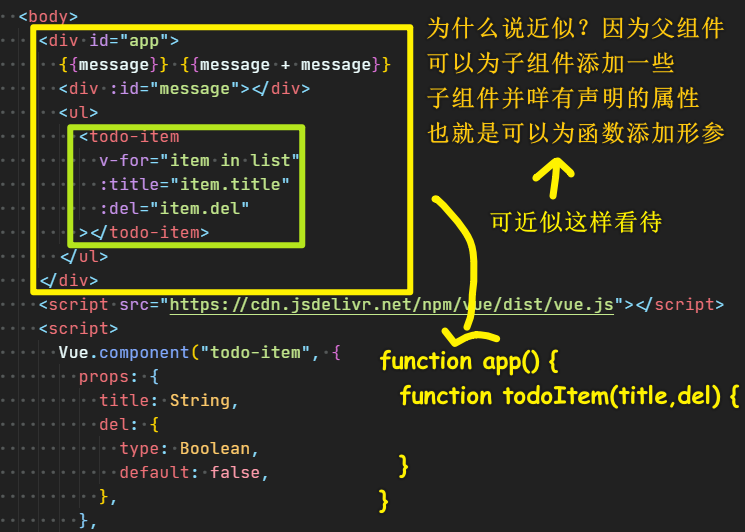 <body>
<div id="app">
{{message}} {{message + message}}
<div :id="message"></div>
<ul>
<todo-item
v-for="item in list"
:title="item.title"
:del="item.del"
></todo-item>
</ul>
</div>
<script src="https://cdn.jsdelivr.net/npm/vue/dist/vue.js"></script>
<script>
Vue.component("todo-item", {
props: {
title: String,
del: {
type: Boolean,
default: false,
},
},
为什么说近似？因为父组件
可以为子组件添加一些
子组件并咩有声明的属性
也就是可以为函数添加形参
可近似这样看待
function app() {
function todoItem(title,del) {
}
}